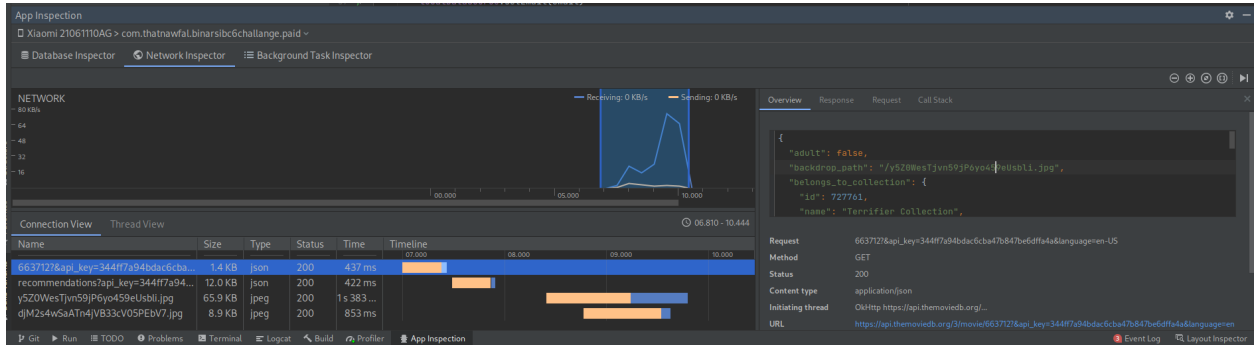 App Inspection
Xiaomi 21061110AG > com.thatnawfal.binarsibc6challange.paid
Database Inspector Network Inspector Background Task Inspector
NETWORK
80 KB/s
64
48
32
16
Receiving: 0 KB/s Sending: 0 KB/s
00.000 05.000 10.000
Connection View Thread View 06.810 - 10.444
Name Size Type Status Time Timeline
07.000 08.000 09.000 10.000
663712?&api_key=344ff7a94bdac6cba... 1.4 KB json 200 437 ms
recommendations?api_key=344ff7a94... 12.0 KB json 200 422 ms
y5Z0WesTjvn59jP6yo459eUsbli.jpg 65.9 KB jpeg 200 1 s 383 ...
djM2s4wSaATn4jVB33cV05PEbV7.jpg 8.9 KB jpeg 200 853 ms
Overview Response Request Call Stack
{
"adult": false,
"backdrop_path": "/y5Z0WesTjvn59jP6yo459eUsbli.jpg",
"belongs_to_collection": {
"id": 727761,
"name": "Terrifier Collection",
Request 663712?&api_key=344ff7a94bdac6cba47b847be6dffa4a&language=en-US
Method GET
Status 200
Content type application/json
Initiating thread OkHttp https://api.themoviedb.org/...
URL https://api.themoviedb.org/3/movie/663712?&api_key=344ff7a94bdac6cba47b847be6dffa4a&language=en
Git Run TODO Problems Terminal Logcat Build Profiler App Inspection 3 Event Log Layout Inspector